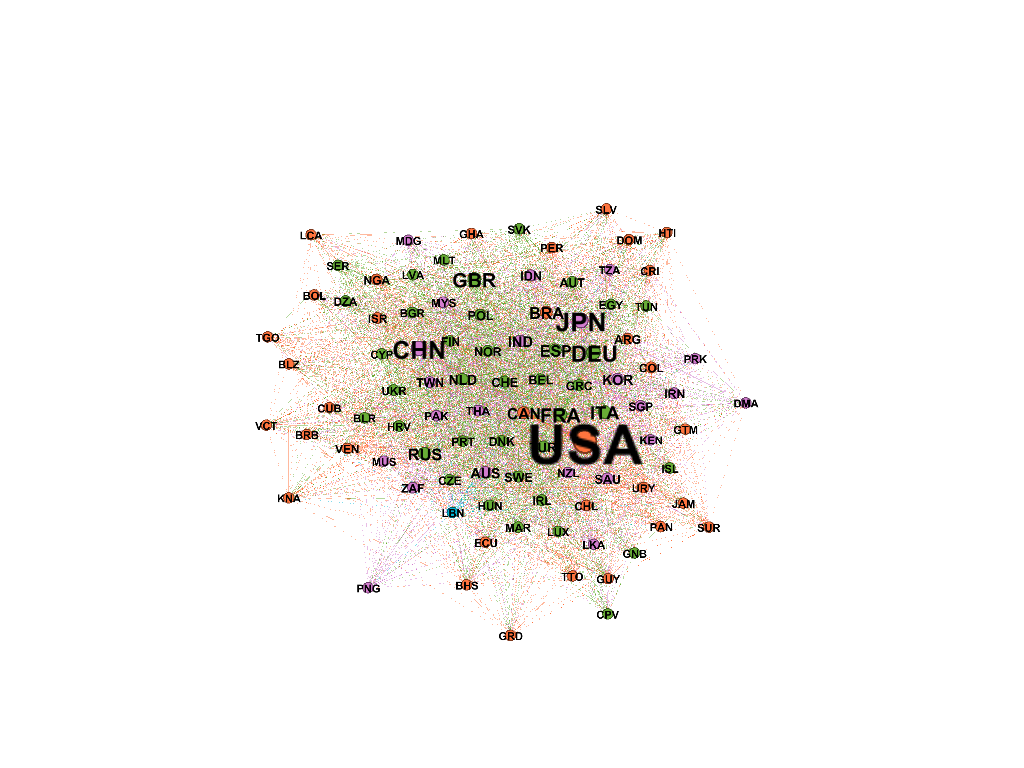 SLV
LCA
GHA
SVK
HTI
MDG
PER
DOM
MLT
SER
LVA
NGA
GBR
IDN
AUT
TZA
CRI
BOL
DZA
MYS
EGY
TUN
ISR
BGR
POL
BRA
JPN
TGO
CYP
CHN
FIN
NOR
IND
ESP
DEU
ARG
PRK
BLZ
UKR
TWN
NLD
CHE
BEL
GRC
KOR
COL
IRN
DMA
CUB
BLR
PAK
THA
CAN
FRA
ITA
SGP
VCT
BRB
HRV
GTM
VEN
PRT
DNK
USA
KEN
MUS
RUS
ISL
CZE
AUS
SWE
NZL
SAU
KNA
ZAF
URY
LBN
HUN
IRL
CHL
JAM
MAR
LUX
PAN
SUR
ECU
LKA
GNB
PNG
BHS
TTO
GUY
CPV
GRD